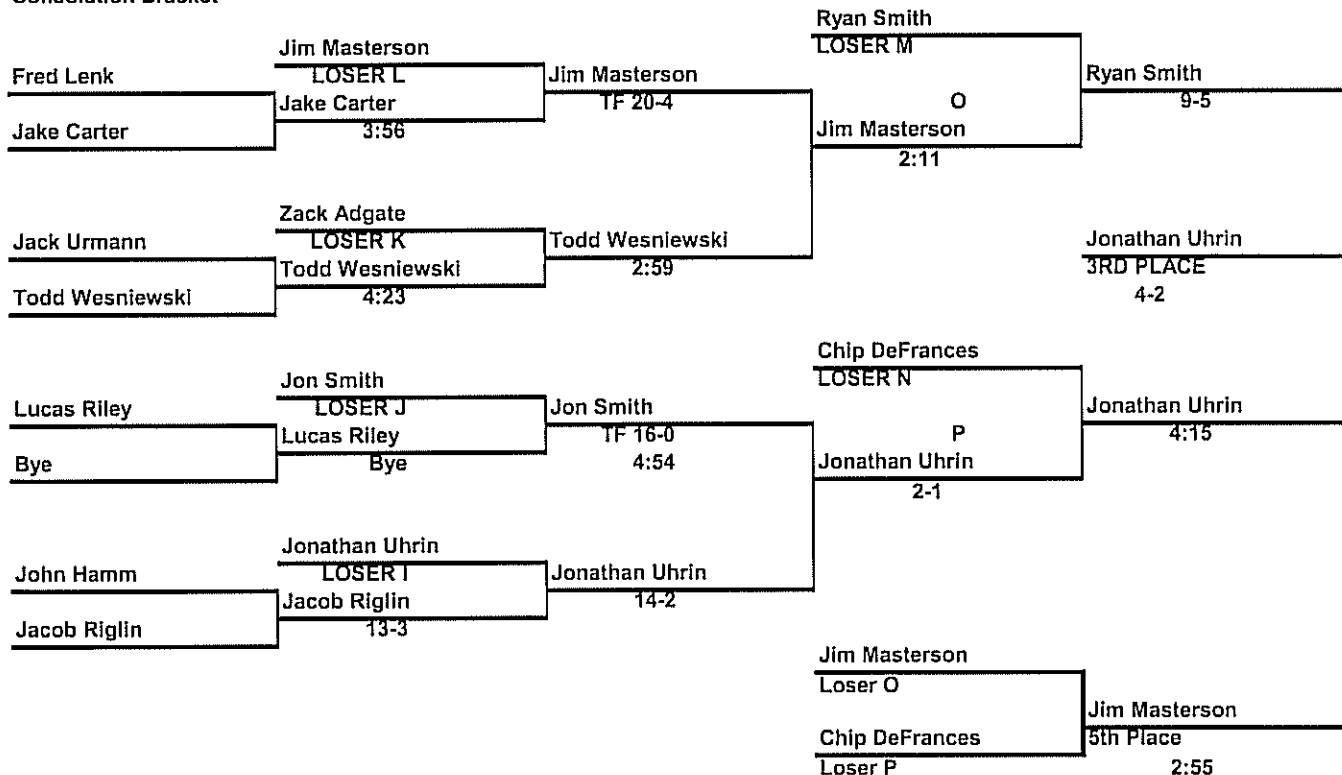 Fred Lenk
Jake Carter
Jack Urmann
Todd Wesniewski
Lucas Riley
Bye
John Hamm
Jacob Riglin
Jim Masterson
LOSER L
Jake Carter
3:56
Zack Adgate
LOSER K
Todd Wesniewski
4:23
Jon Smith
LOSER J
Lucas Riley
Bye
Jonathan Uhrin
LOSER I
Jacob Riglin
13-3
Jim Masterson
TF 20-4
Todd Wesniewski
2:59
Jon Smith
TF 16-0
4:54
Jonathan Uhrin
14-2
Ryan Smith
LOSER M
O
Jim Masterson
2:11
Chip DeFrances
LOSER N
P
Jonathan Uhrin
2-1
Jim Masterson
Loser O
Chip DeFrances
Loser P
Ryan Smith
9-5
Jonathan Uhrin
3RD PLACE
4-2
Jonathan Uhrin
4:15
Jim Masterson
5th Place
2:55